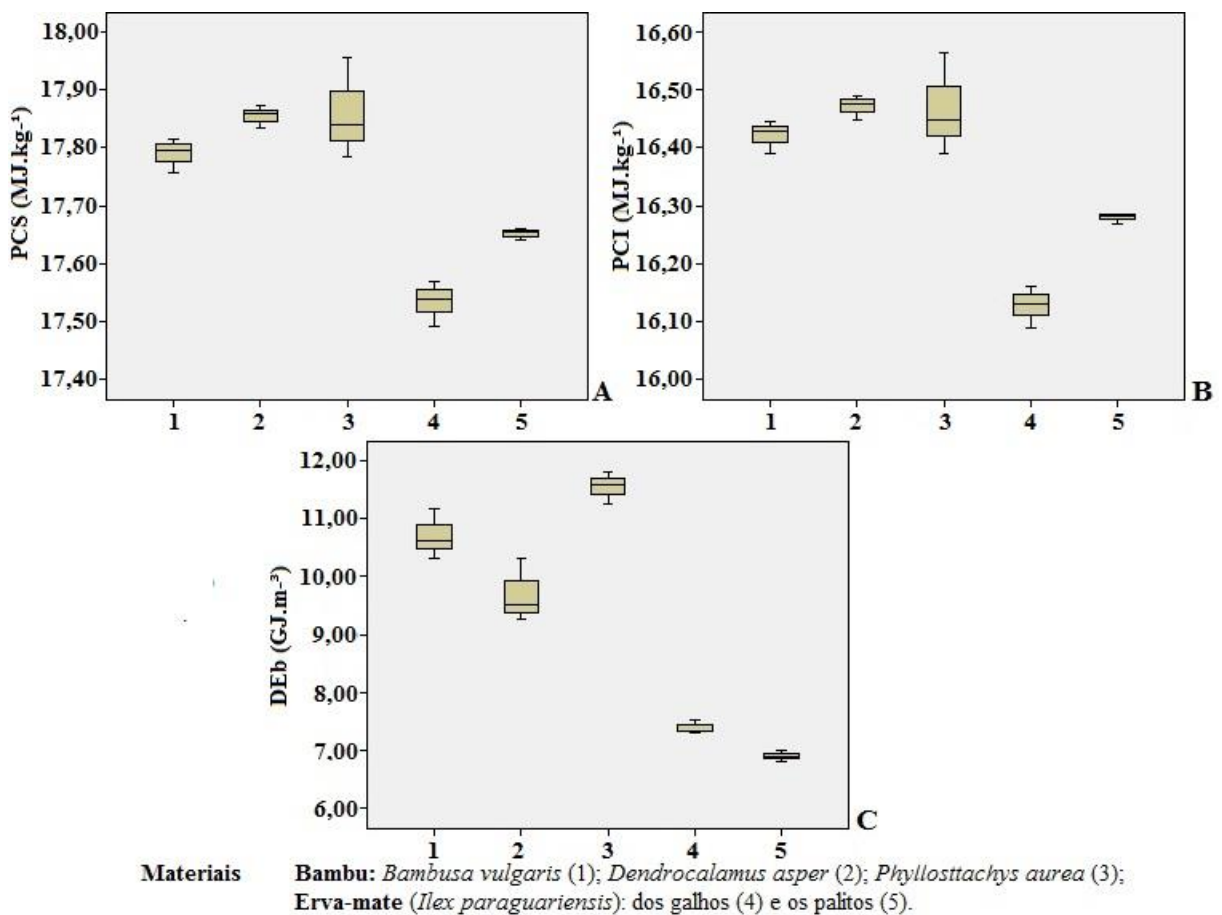 PCS (MJ.kg-¹)
18,00
17,90
17,80
17,70
17,60
17,50
17,40
1 2 3 4 5
A
PCI (MJ.kg-¹)
16,60
16,50
16,40
16,30
16,20
16,10
16,00
1 2 3 4 5
B
DEb (GJ.m-³)
12,00
11,00
10,00
9,00
8,00
7,00
6,00
1 2 3 4 5
C
Materiais Bambu: Bambusa vulgaris (1); Dendrocalamus asper (2); Phyllosttachys aurea (3);
Erva-mate (Ilex paraguariensis): dos galhos (4) e os palitos (5).